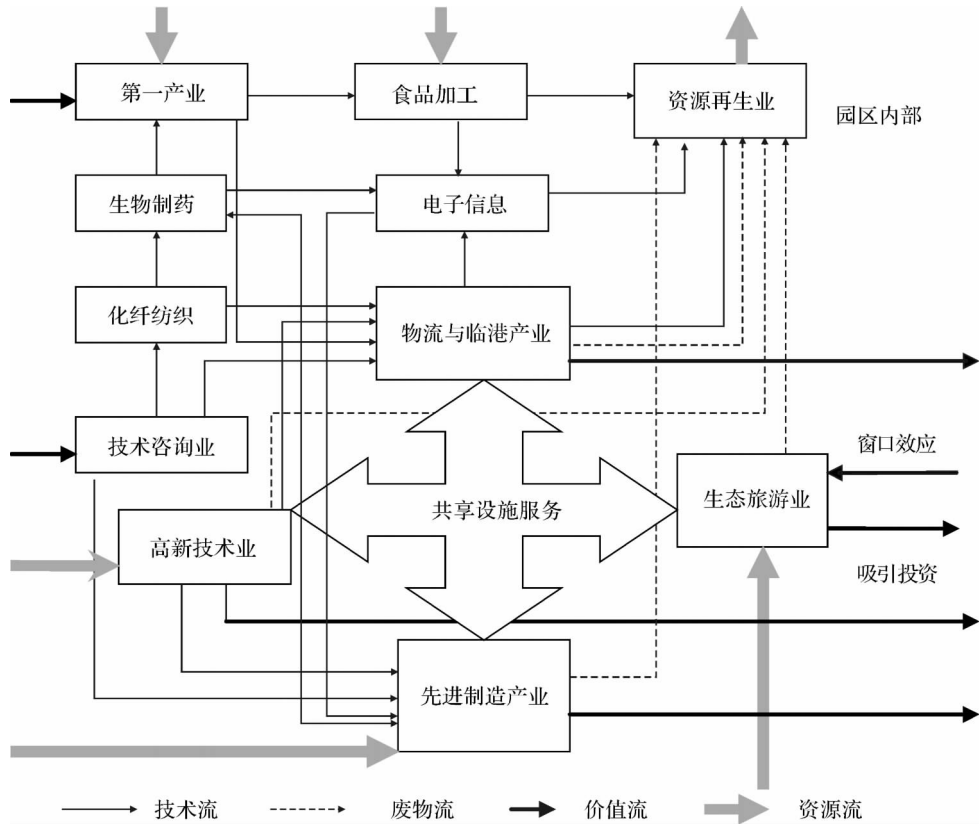 第一产业
食品加工
资源再生业
园区内部
生物制药
电子信息
化纤纺织
物流与临港产业
技术咨询业
窗口效应
共享设施服务
生态旅游业
高新技术业
吸引投资
先进制造产业
技术流
废物流
价值流
资源流